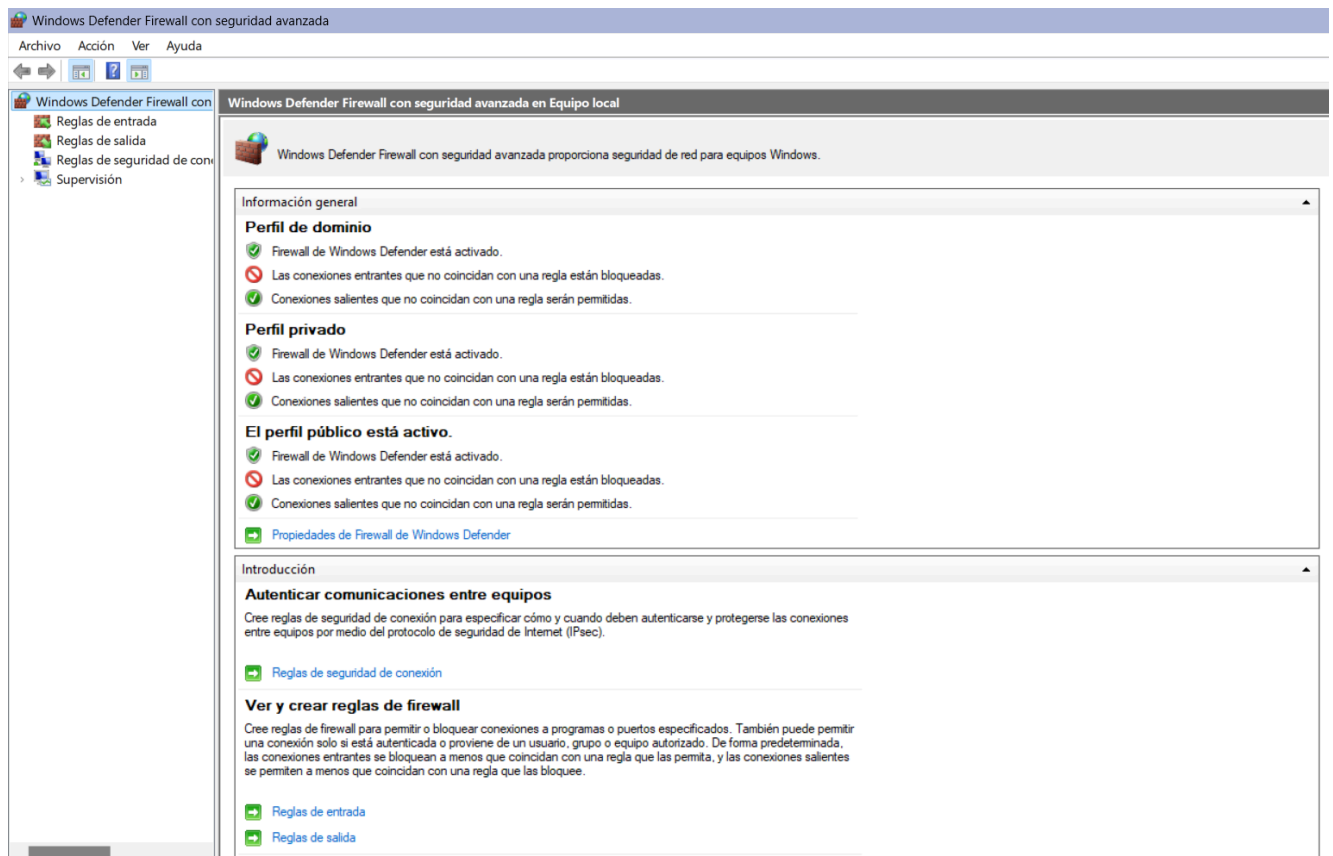 Windows Defender Firewall con seguridad avanzada
Archivo Acción Ver Ayuda
Windows Defender Firewall con
Reglas de entrada
Reglas de salida
Reglas de seguridad de con
Supervisión
Windows Defender Firewall con seguridad avanzada en Equipo local
Windows Defender Firewall con seguridad avanzada proporciona seguridad de red para equipos Windows.
Información general
Perfil de dominio
Firewall de Windows Defender está activado.
Las conexiones entrantes que no coincidan con una regla están bloqueadas.
Conexiones salientes que no coincidan con una regla serán permitidas.
Perfil privado
Firewall de Windows Defender está activado.
Las conexiones entrantes que no coincidan con una regla están bloqueadas.
Conexiones salientes que no coincidan con una regla serán permitidas.
El perfil público está activo.
Firewall de Windows Defender está activado.
Las conexiones entrantes que no coincidan con una regla están bloqueadas.
Conexiones salientes que no coincidan con una regla serán permitidas.
Propiedades de Firewall de Windows Defender
Introducción
Autenticar comunicaciones entre equipos
Cree reglas de seguridad de conexión para especificar cómo y cuando deben autenticarse y protegerse las conexiones
entre equipos por medio del protocolo de seguridad de Internet (IPsec).
Reglas de seguridad de conexión
Ver y crear reglas de firewall
Cree reglas de firewall para permitir o bloquear conexiones a programas o puertos especificados. También puede permitir
una conexión solo si está autenticada o proviene de un usuario, grupo o equipo autorizado. De forma predeterminada,
las conexiones entrantes se bloquean a menos que coincidan con una regla que las permita, y las conexiones salientes
se permiten a menos que coincidan con una regla que las bloquee.
Reglas de entrada
Reglas de salida